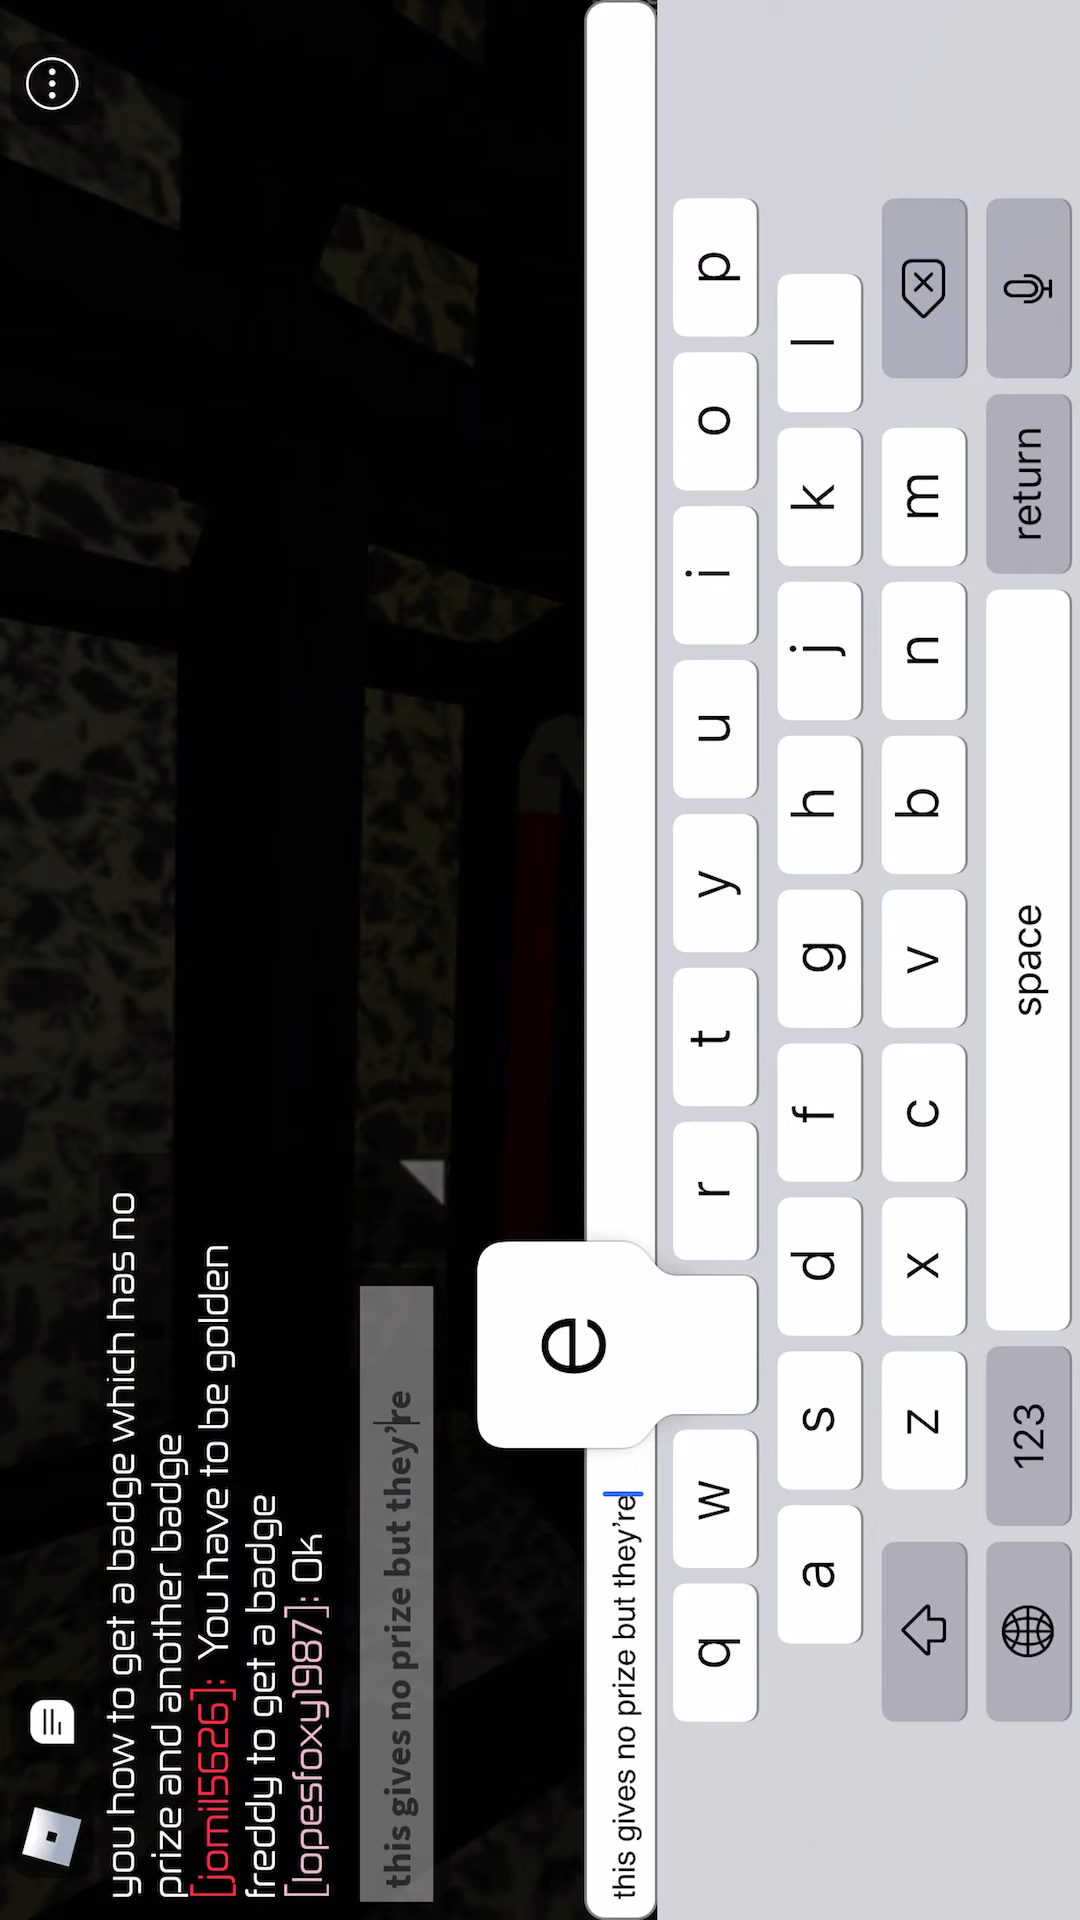 you how to get a badge which has no
prize and another badge
[jomil5626]: You have to be golden
freddy to get a badge
[lopesfoxy1987]: Ok
this gives no prize but they're
this gives no prize but they're
e
q w r t y u i o p
a s d f g h j k l
z x c v b n m
123 space return